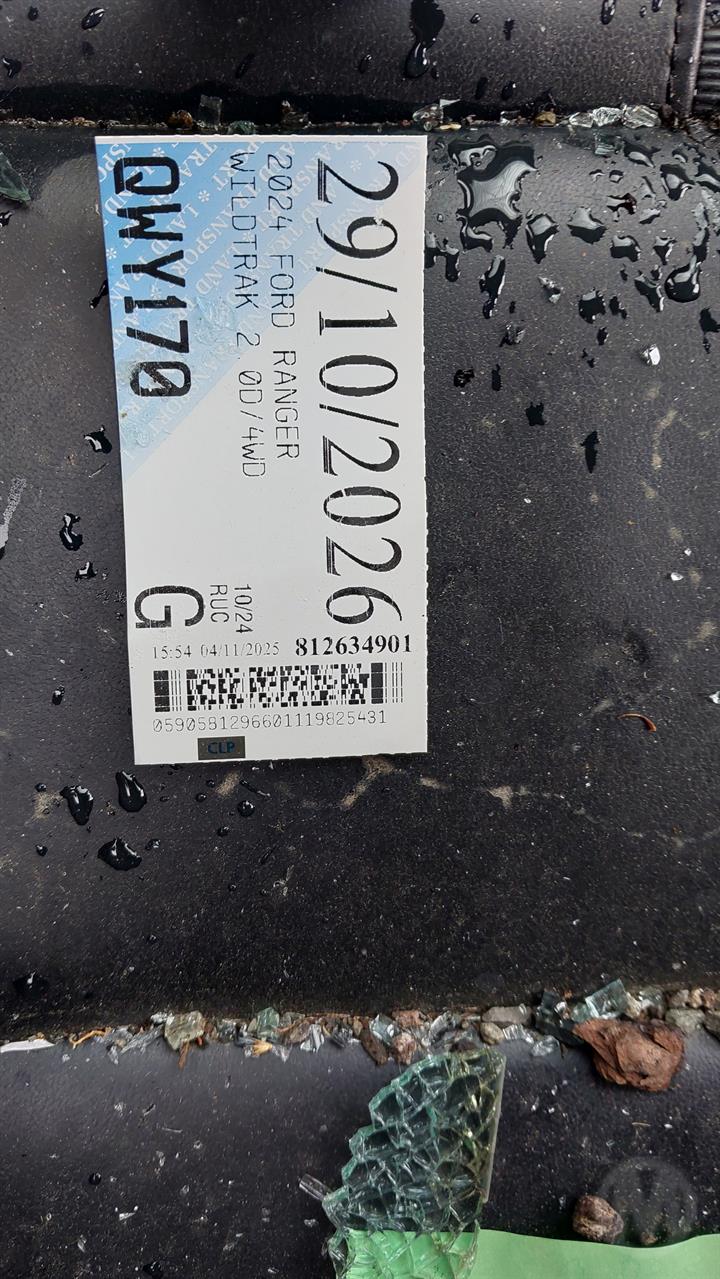 29/10/2026
2024 FORD RANGER
WILDTRAK 2.0D/4WD
QWY170
10/24
RUC
G
15:54 04/11/2025 812634901
0590581296601119825431
CLP